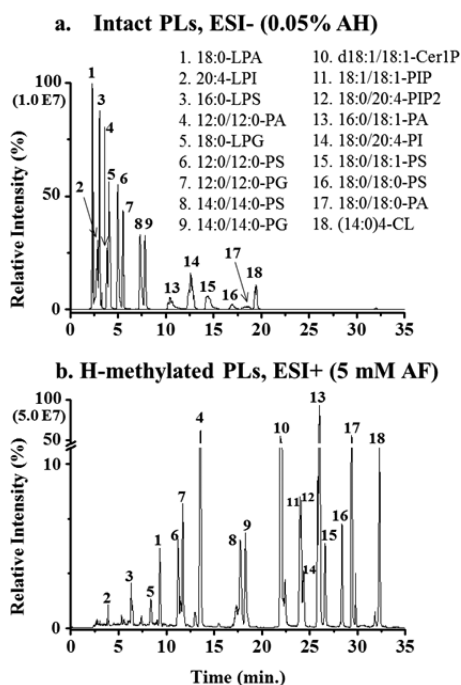 a. Intact PLs, ESI- (0.05% AH)
100
(1.0 E7)
50
0
Relative Intensity (%)
1
2
3
4
5
6
7
8 9
13
14
15
16
17
18
1. 18:0-LPA
2. 20:4-LPI
3. 16:0-LPS
4. 12:0/12:0-PA
5. 18:0-LPG
6. 12:0/12:0-PS
7. 12:0/12:0-PG
8. 14:0/14:0-PS
9. 14:0/14:0-PG
10. d18:1/18:1-Cer1P
11. 18:1/18:1-PIP
12. 18:0/20:4-PIP2
13. 16:0/18:1-PA
14. 18:0/20:4-PI
15. 18:0/18:1-PS
16. 18:0/18:0-PS
17. 18:0/18:0-PA
18. (14:0)4-CL
0 5 10 15 20 25 30 35
b. H-methylated PLs, ESI+ (5 mM AF)
100
(5.0 E7)
50
10
0
Relative Intensity (%)
2
3
5
1
6
7
4
8
9
10
11
12
14
13
15
16
17
18
0 5 10 15 20 25 30 35
Time (min.)